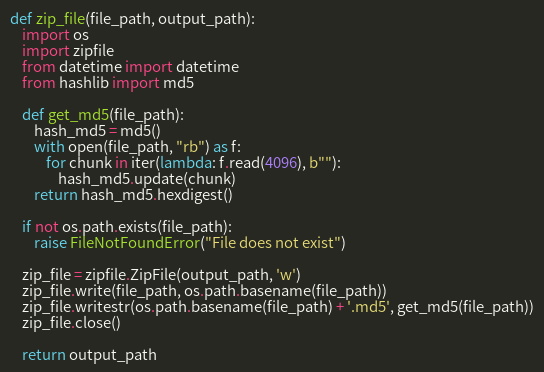 def zip_file(file_path, output_path):
    import os
    import zipfile
    from datetime import datetime
    from hashlib import md5

    def get_md5(file_path):
        hash_md5 = md5()
        with open(file_path, "rb") as f:
            for chunk in iter(lambda: f.read(4096), b""):
                hash_md5.update(chunk)
        return hash_md5.hexdigest()

    if not os.path.exists(file_path):
        raise FileNotFoundError("File does not exist")

    zip_file = zipfile.ZipFile(output_path, 'w')
    zip_file.write(file_path, os.path.basename(file_path))
    zip_file.writestr(os.path.basename(file_path) + '.md5', get_md5(file_path))
    zip_file.close()

    return output_path